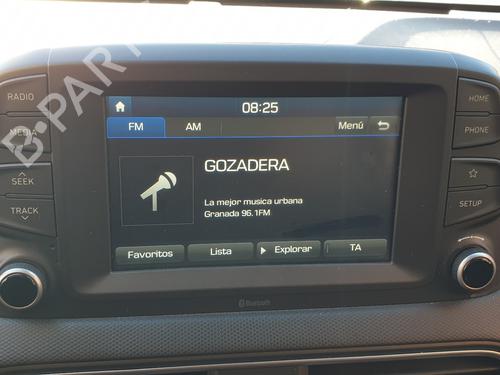 08:25
RADIO
MEDIA
SEEK
TRACK
FM
AM
Menú
GOZADERA
La mejor musica urbana
Granada 96.1FM
Favoritos
Lista
Explorar
TA
HOME
PHONE
SETUP
Bluetooth